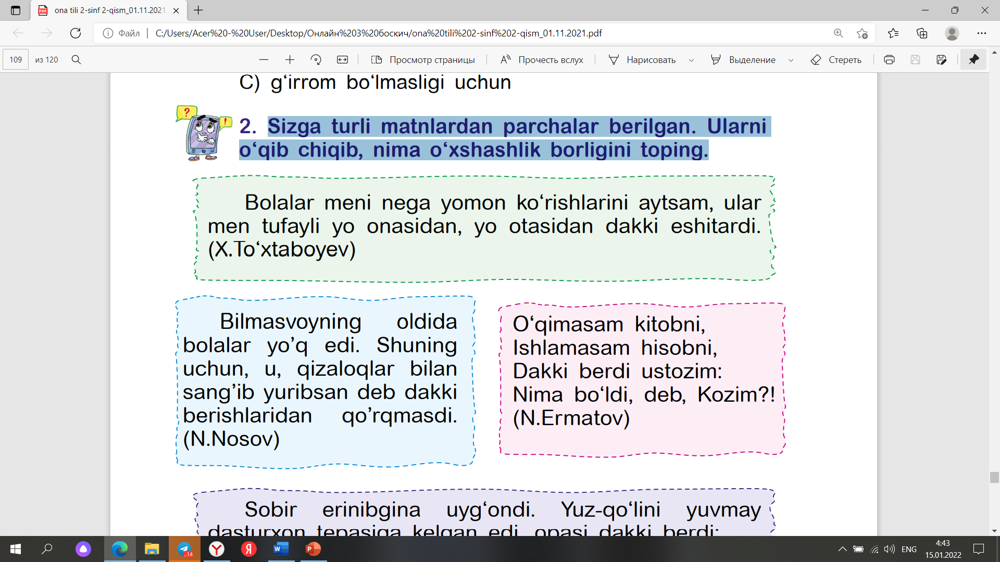 ona tili 2-sinf 2-qism_01.11.2021
Файл
C:/Users/Acer%20-%20User/Desktop/Онлайн%203%20боскич/ona%20tili%202-sinf%202-qism_01.11.2021.pdf
109 из 120
Просмотр страницы
Прочесть вслух
Нарисовать
Выделение
Стереть
C) g‘irrom bo‘lmasligi uchun
? !
2. Sizga turli matnlardan parchalar berilgan. Ularni
o‘qib chiqib, nima o‘xshashlik borligini toping.
Bolalar meni nega yomon ko‘rishlarini aytsam, ular
men tufayli yo onasidan, yo otasidan dakki eshitardi.
(X.To‘xtaboyev)
Bilmasvoyning oldida
bolalar yo’q edi. Shuning
uchun, u, qizaloqlar bilan
sang’ib yuribsan deb dakki
berishlaridan qo’rqmasdi.
(N.Nosov)
O‘qimasam kitobni,
Ishlamasam hisobni,
Dakki berdi ustozim:
Nima bo‘ldi, deb, Kozim?!
(N.Ermatov)
Sobir erinibgina uyg‘ondi. Yuz-qo‘lini yuvmay
dasturxon tepasiga kelgan edi, opasi dakki berdi:
..14
ENG
4:43
15.01.2022